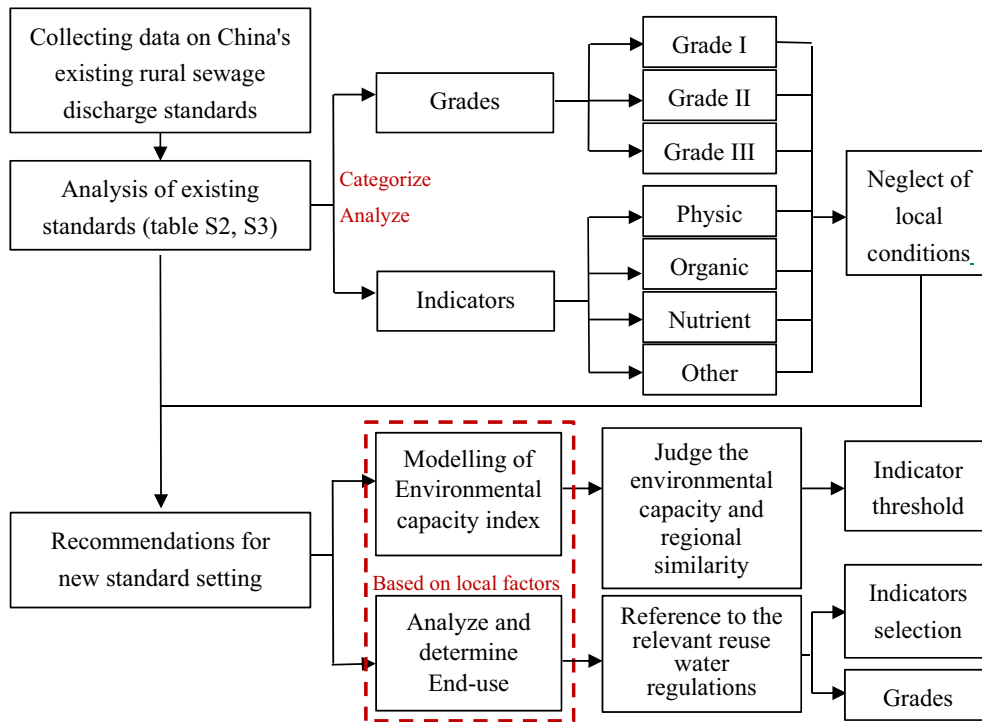 Collecting data on China's
existing rural sewage
discharge standards
Analysis of existing
standards (table S2, S3)
Categorize
Analyze
Grades
Indicators
Grade I
Grade II
Grade III
Physic
Organic
Nutrient
Other
Neglect of
local
conditions
Recommendations for
new standard setting
Modelling of
Environmental
capacity index
Based on local factors
Analyze and
determine
End-use
Judge the
environmental
capacity and
regional
similarity
Reference to the
relevant reuse
water
regulations
Indicator
threshold
Indicators
selection
Grades